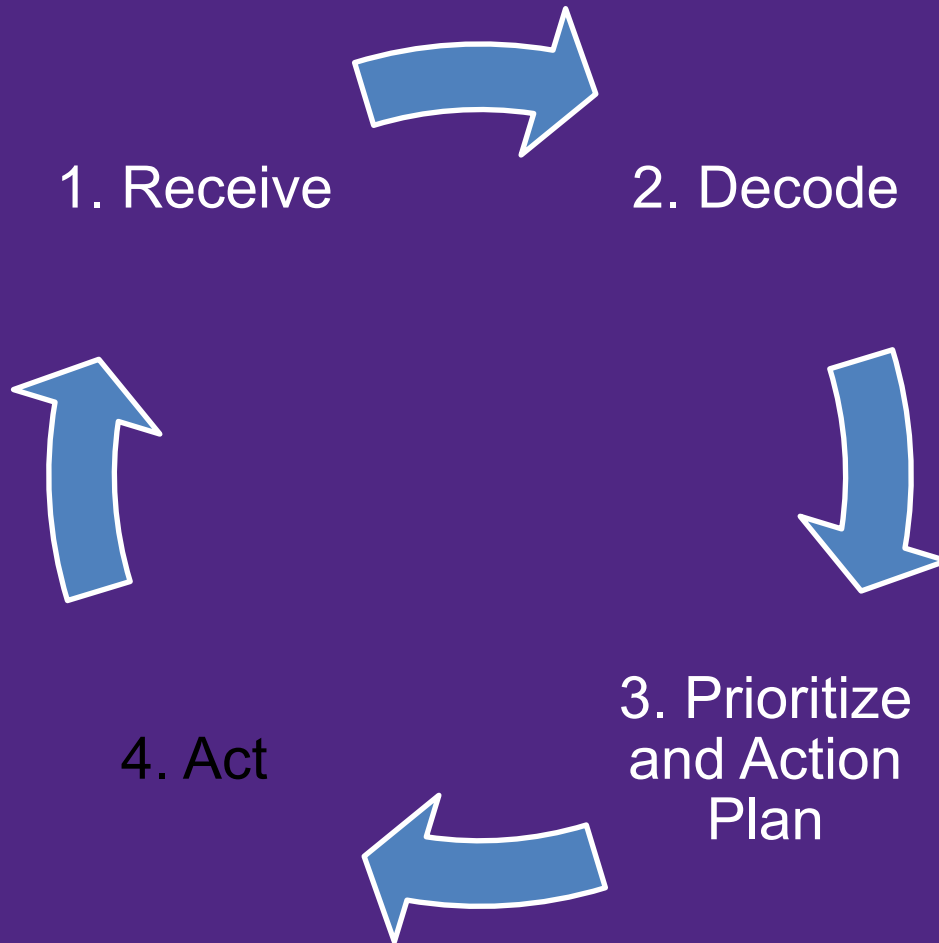 1. Receive
2. Decode
3. Prioritize
and Action
Plan
4. Act